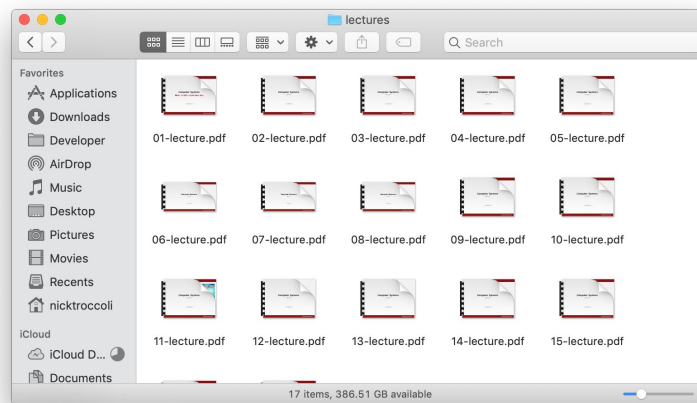 lectures
Search
Favorites
Applications
Downloads
Developer
AirDrop
Music
Desktop
Pictures
Movies
Recents
nicktroccoli
iCloud
iCloud D...
Documents
01-lecture.pdf 02-lecture.pdf 03-lecture.pdf 04-lecture.pdf 05-lecture.pdf
06-lecture.pdf 07-lecture.pdf 08-lecture.pdf 09-lecture.pdf 10-lecture.pdf
11-lecture.pdf 12-lecture.pdf 13-lecture.pdf 14-lecture.pdf 15-lecture.pdf
17 items, 386.51 GB available